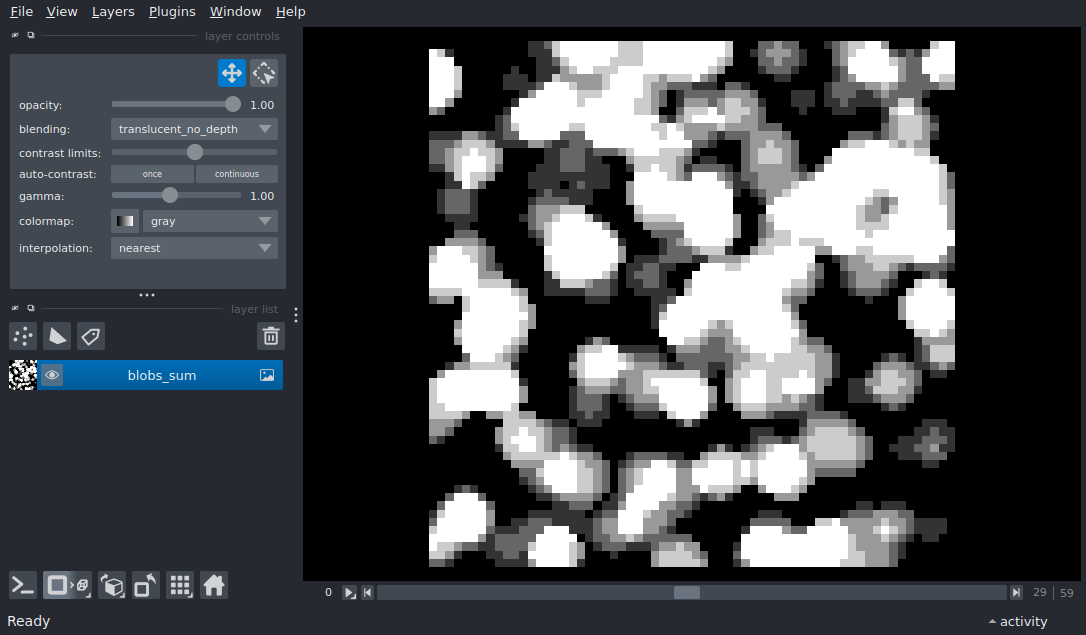 File View Layers Plugins Window Help
layer controls
opacity: 1.00
blending: translucent_no_depth
contrast limits:
auto-contrast: once continuous
gamma: 1.00
colormap: gray
interpolation: nearest
layer list
blobs_sum
0 29 59
Ready activity